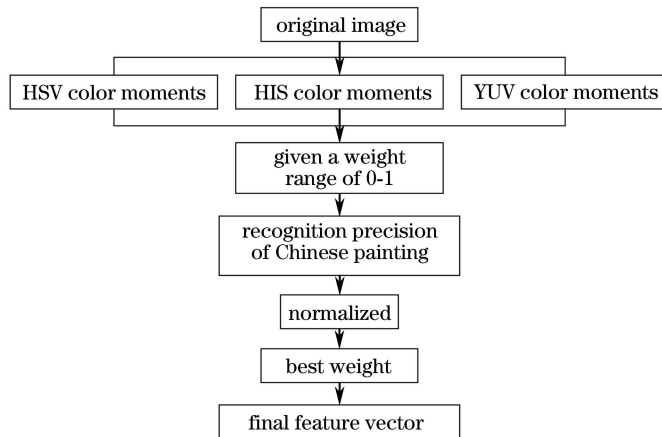 original image
HSV color moments
HIS color moments
YUV color moments
given a weight
range of 0-1
recognition precision
of Chinese painting
normalized
best weight
final feature vector